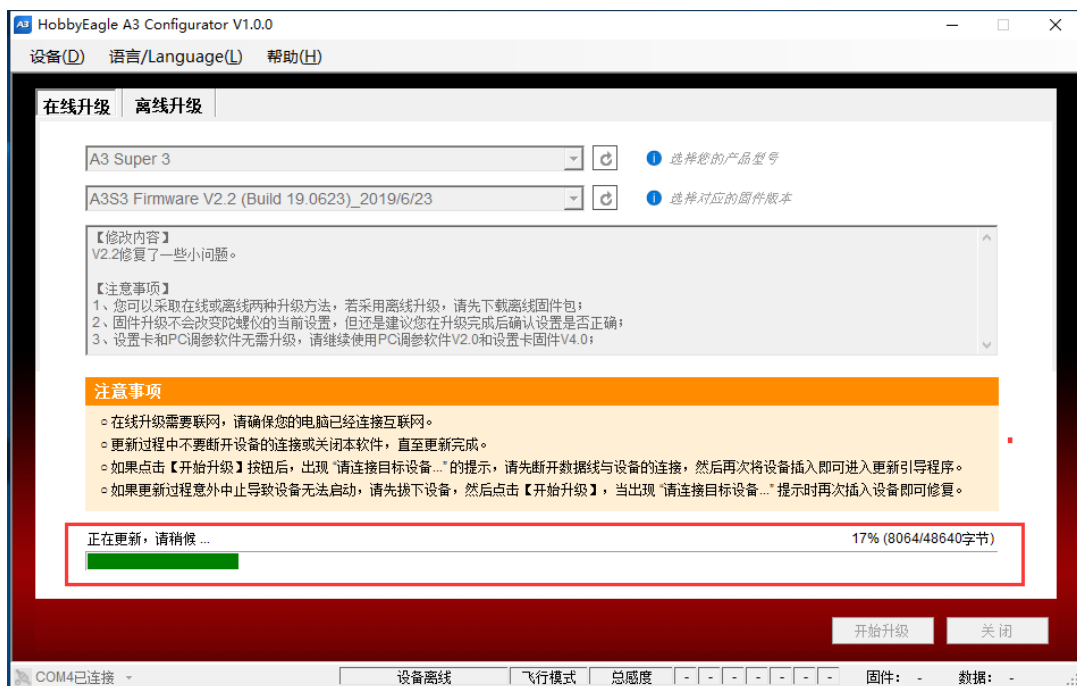 A3 HobbyEagle A3 Configurator V1.0.0
设备(D) 语言/Language(L) 帮助(H)
在线升级 离线升级
A3 Super 3 选择您的产品型号
A3S3 Firmware V2.2 (Build 19.0623)_2019/6/23 选择对应的固件版本
【修改内容】
V2.2修复了一些小问题。
【注意事项】
1、您可以采取在线或离线两种升级方法，若采用离线升级，请先下载离线固件包；
2、固件升级不会改变陀螺仪的当前设置，但还是建议您在升级完成后确认设置是否正确；
3、设置卡和PC调参软件无需升级，请继续使用PC调参软件V2.0和设置卡固件V4.0；
注意事项
在线升级需要联网，请确保您的电脑已经连接互联网。
更新过程中不要断开设备的连接或关闭本软件，直至更新完成。
如果点击【开始升级】按钮后，出现 “请连接目标设备...” 的提示，请先断开数据线与设备的连接，然后再次将设备插入即可进入更新引导程序。
如果更新过程意外中止导致设备无法启动，请先拔下设备，然后点击【开始升级】，当出现 “请连接目标设备...” 提示时再次插入设备即可修复。
正在更新，请稍候 ... 17% (8064/48640字节)
开始升级 关闭
COM4已连接 设备离线 飞行模式 总感度 - - - - - - - 固件： - 数据： -